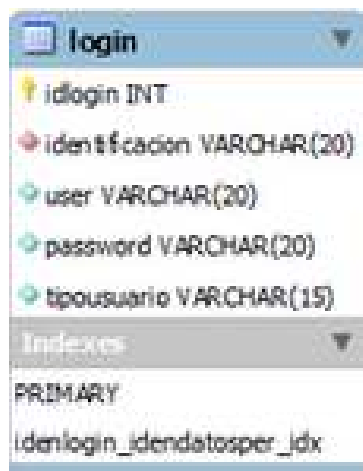 login
idlogin INT
identificacion VARCHAR(20)
user VARCHAR(20)
password VARCHAR(20)
tipousuario VARCHAR(15)
Indexes
PRIMARY
idenlogin_idendatosper_idx